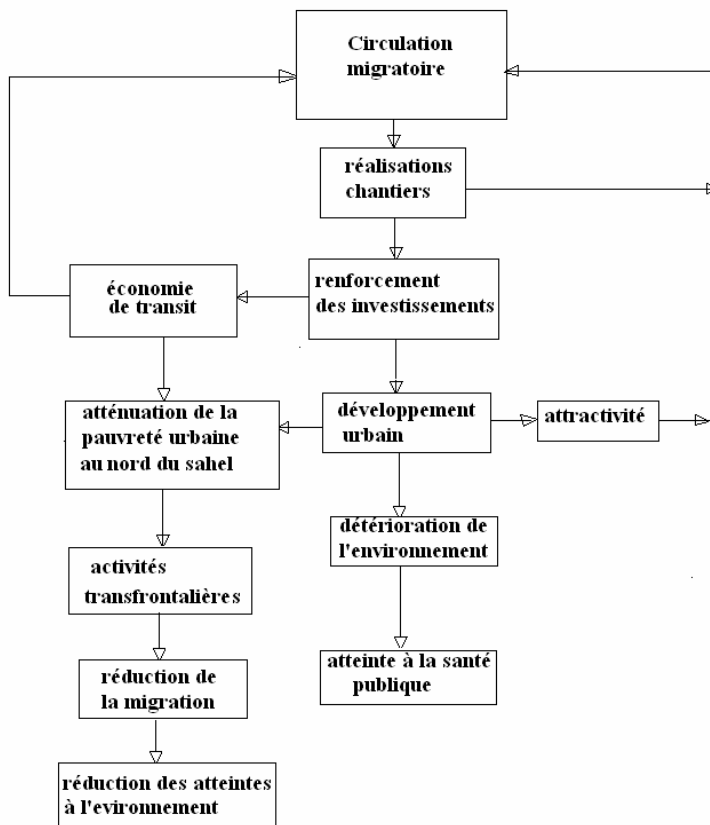 Circulation
migratoire
réalisations
chantiers
renforcement
des investissements
économie
de transit
atténuation de la
pauvreté urbaine
au nord du sahel
développement
urbain
attractivité
détérioration de
l'environnement
activités
transfrontalières
atteinte à la santé
publique
réduction de
la migration
réduction des atteintes
à l'evironnement